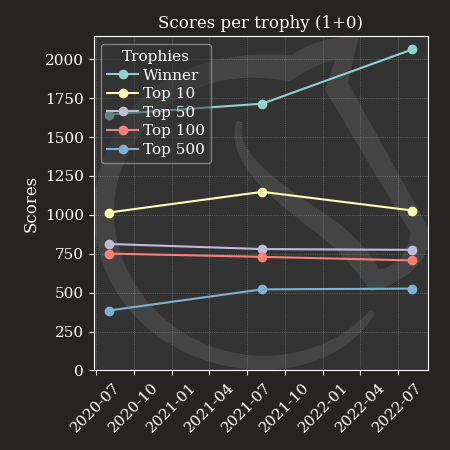 Scores per trophy (1+0)
Trophies
Winner
Top 10
Top 50
Top 100
Top 500
Scores
2000
1750
1500
1250
1000
750
500
250
0
2020-07
2020-10
2021-01
2021-04
2021-07
2021-10
2022-01
2022-04
2022-07